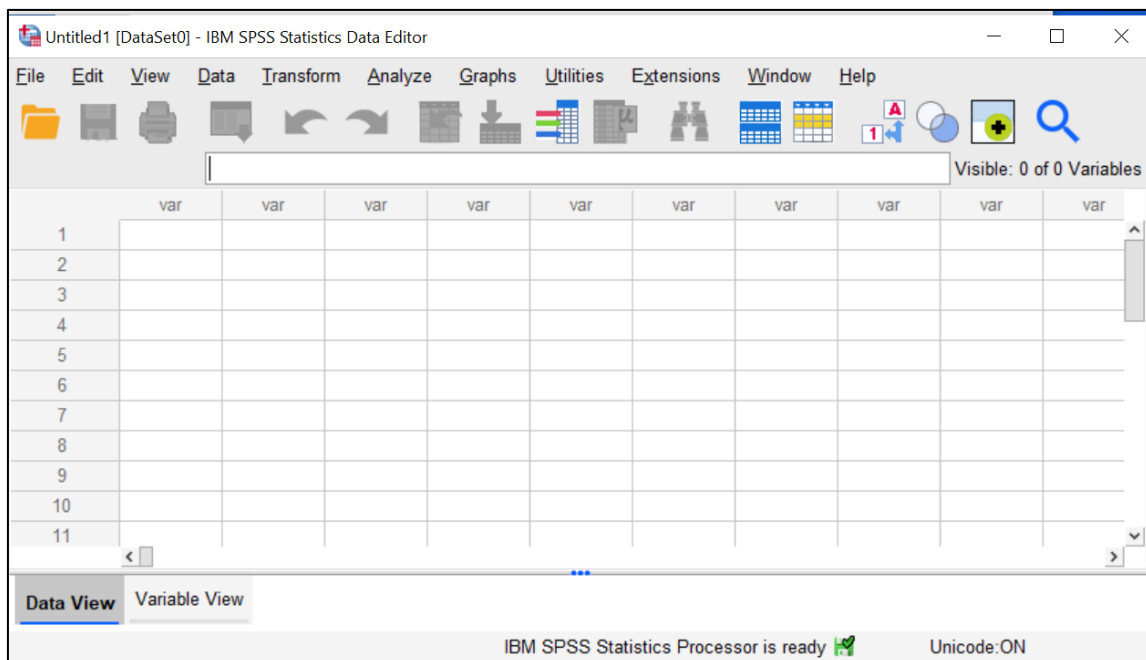 Untitled1 [DataSet0] - IBM SPSS Statistics Data Editor
File Edit View Data Transform Analyze Graphs Utilities Extensions Window Help
μ A 1
Visible: 0 of 0 Variables
var var var var var var var var var var
1
2
3
4
5
6
7
8
9
10
11
Data View Variable View
IBM SPSS Statistics Processor is ready Unicode:ON